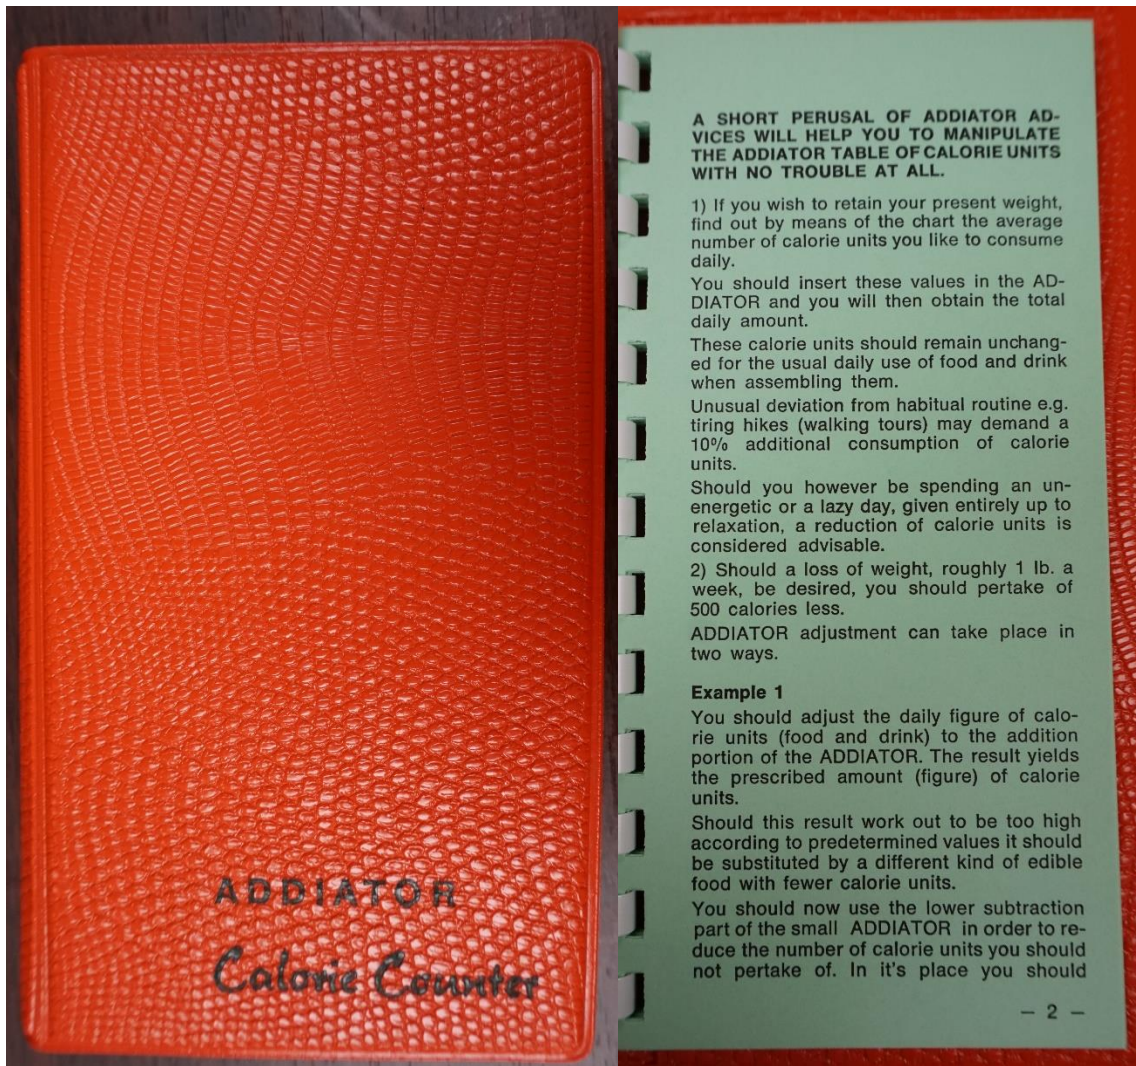 ADDIATOR
Calorie Counter
A SHORT PERUSAL OF ADDIATOR AD-
VICES WILL HELP YOU TO MANIPULATE
THE ADDIATOR TABLE OF CALORIE UNITS
WITH NO TROUBLE AT ALL.
1) If you wish to retain your present weight,
find out by means of the chart the average
number of calorie units you like to consume
daily.
You should insert these values in the AD-
DIATOR and you will then obtain the total
daily amount.
These calorie units should remain unchang-
ed for the usual daily use of food and drink
when assembling them.
Unusual deviation from habitual routine e.g.
tiring hikes (walking tours) may demand a
10% additional consumption of calorie
units.
Should you however be spending an un-
energetic or a lazy day, given entirely up to
relaxation, a reduction of calorie units is
considered advisable.
2) Should a loss of weight, roughly 1 lb. a
week, be desired, you should pertake of
500 calories less.
ADDIATOR adjustment can take place in
two ways.
Example 1
You should adjust the daily figure of calo-
rie units (food and drink) to the addition
portion of the ADDIATOR. The result yields
the prescribed amount (figure) of calorie
units.
Should this result work out to be too high
according to predetermined values it should
be substituted by a different kind of edible
food with fewer calorie units.
You should now use the lower subtraction
part of the small ADDIATOR in order to re-
duce the number of calorie units you should
not pertake of. In it's place you should
— 2 —